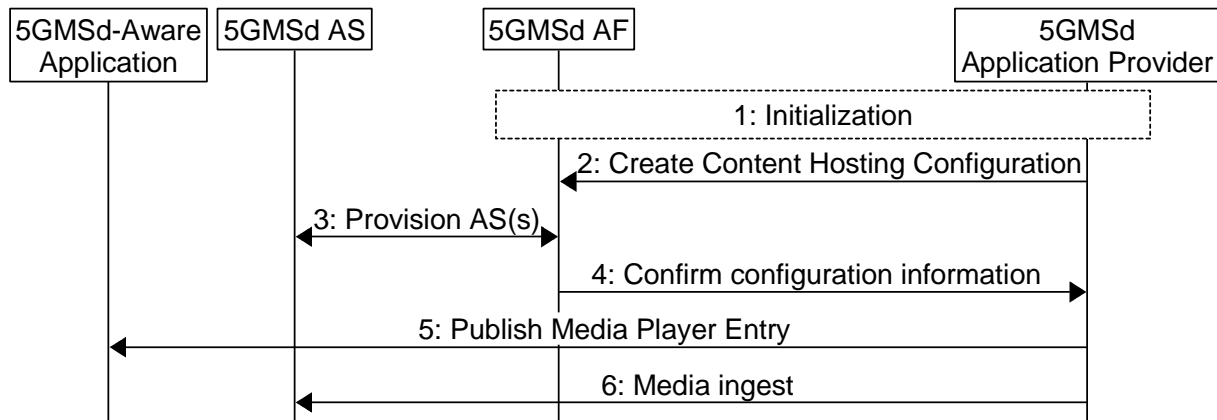 5GMSd-Aware
Application
5GMSd AS
5GMSd AF
5GMSd
Application Provider
1: Initialization
2: Create Content Hosting Configuration
3: Provision AS(s)
4: Confirm configuration information
5: Publish Media Player Entry
6: Media ingest